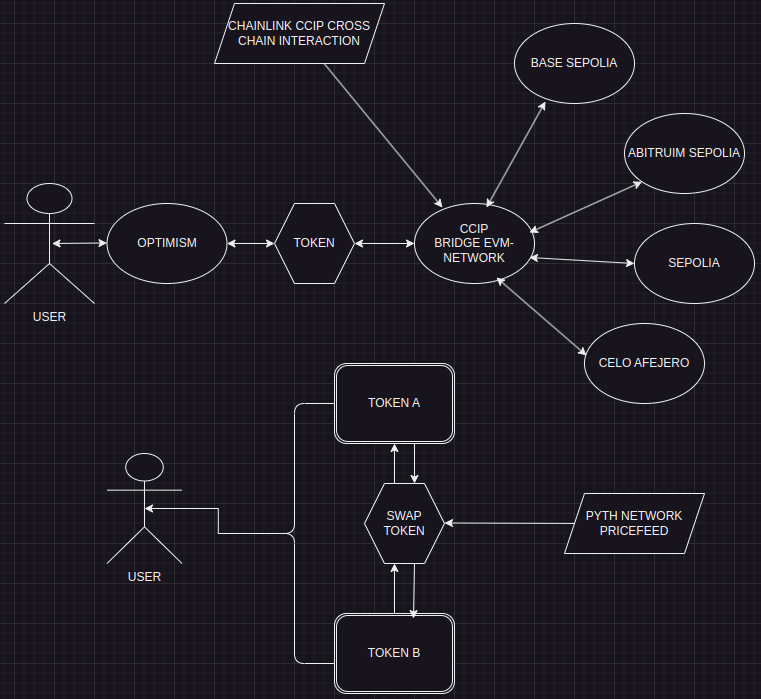 CHAINLINK CCIP CROSS
CHAIN INTERACTION
BASE SEPOLIA
ABITRUIM SEPOLIA
OPTIMISM
TOKEN
CCIP
BRIDGE EVM-
NETWORK
SEPOLIA
USER
CELO AFEJERO
TOKEN A
SWAP
TOKEN
PYTH NETWORK
PRICEFEED
USER
TOKEN B